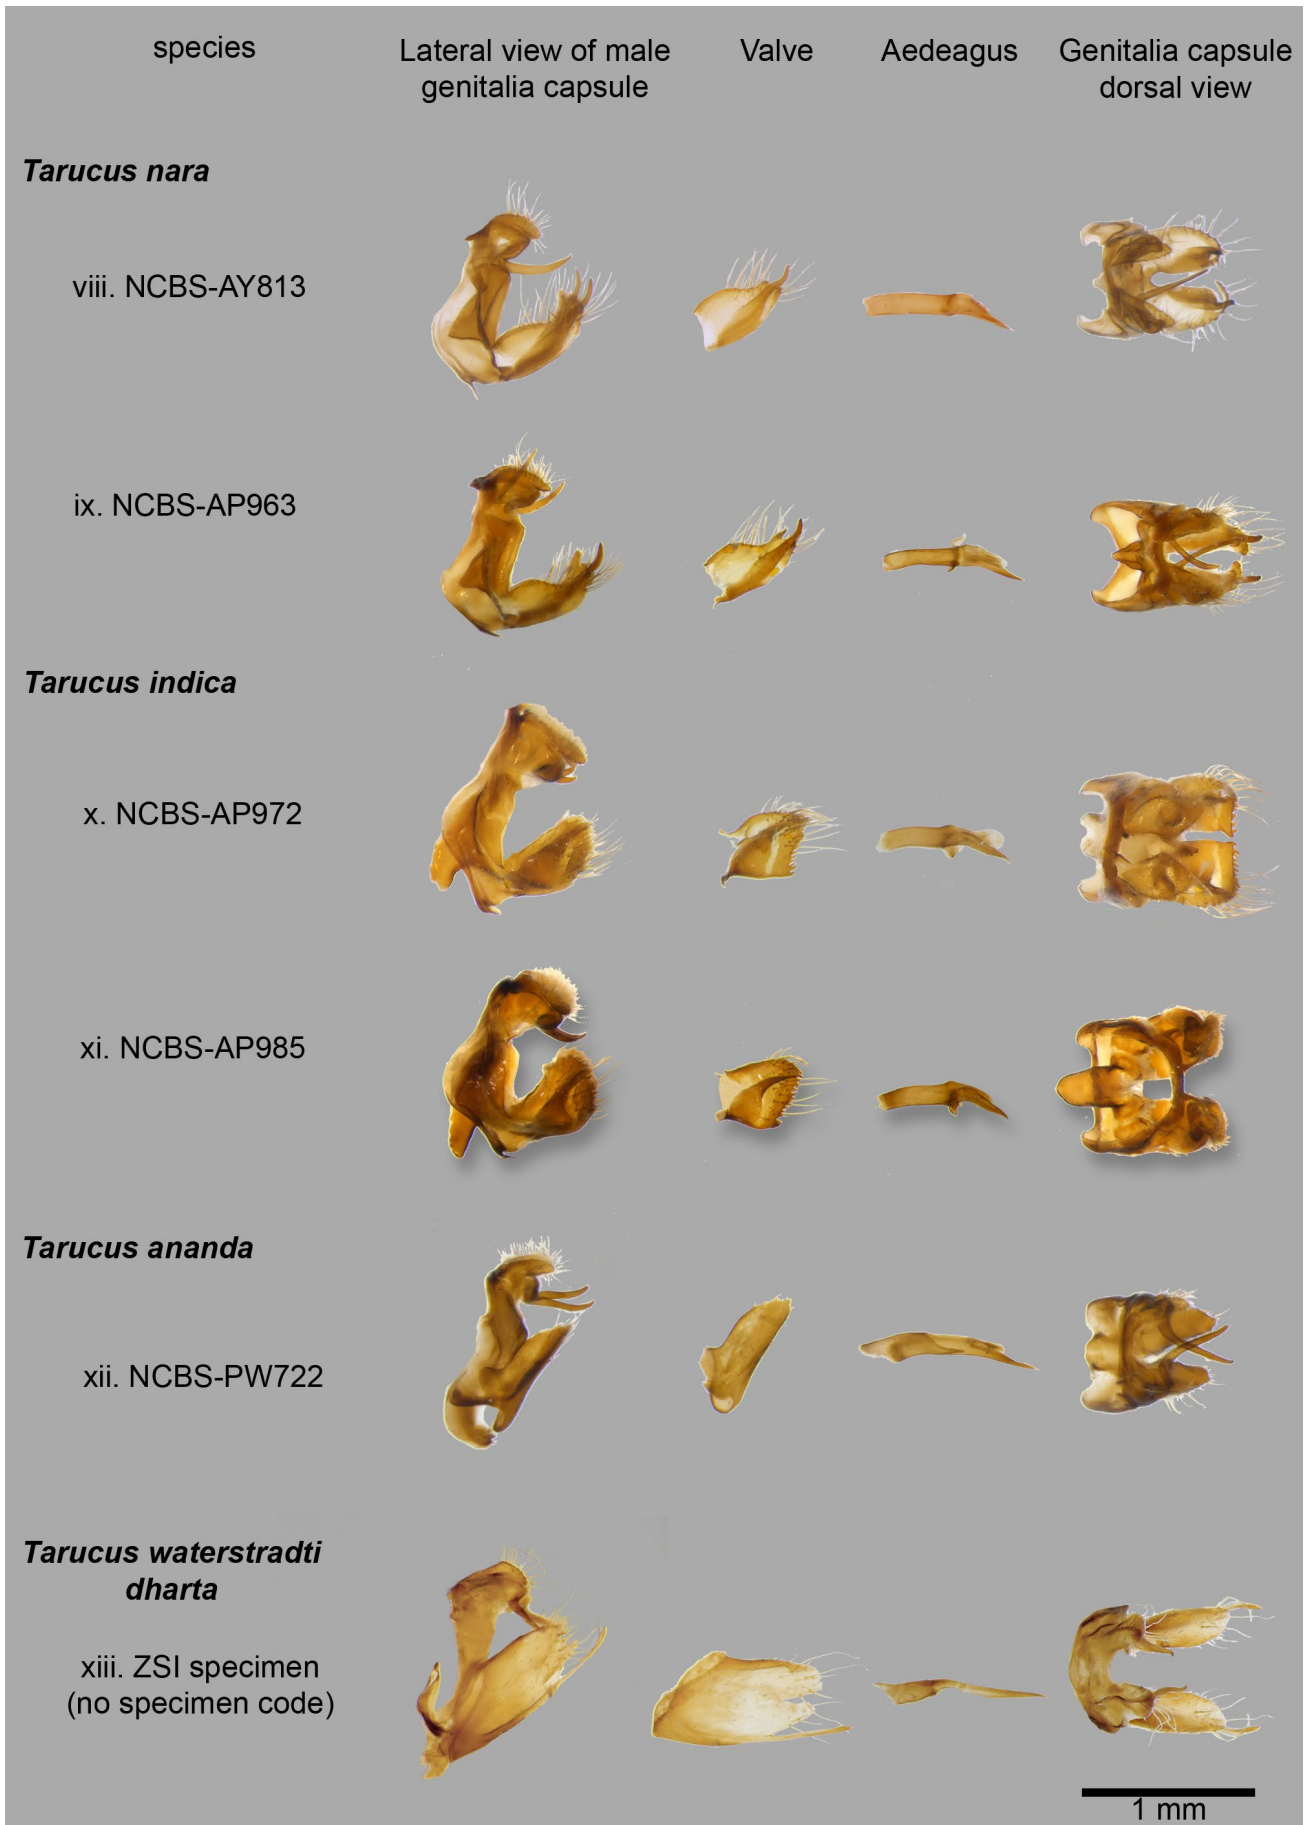 species
Lateral view of male
genitalia capsule
Valve
Aedeagus
Genitalia capsule
dorsal view
Tarucus nara
viii. NCBS-AY813
ix. NCBS-AP963
Tarucus indica
x. NCBS-AP972
xi. NCBS-AP985
Tarucus ananda
xii. NCBS-PW722
Tarucus waterstradti
dharta
xiii. ZSI specimen
(no specimen code)
1 mm